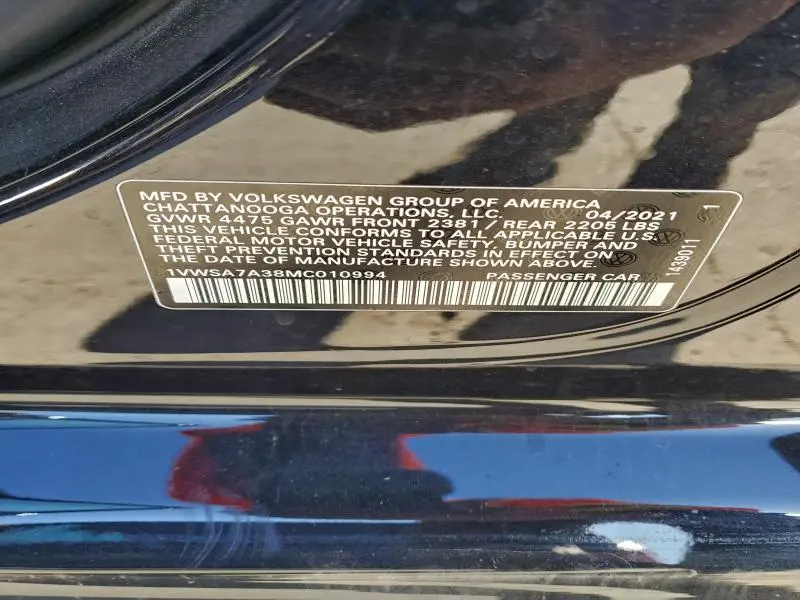 MFD BY VOLKSWAGEN GROUP OF AMERICA
CHATTANOOGA OPERATIONS, LLC. 04/2021
GVWR 4475 GAWR FRONT 2381 / REAR 2205 LBS
THIS VEHICLE CONFORMS TO ALL APPLICABLE U.S.
FEDERAL MOTOR VEHICLE SAFETY, BUMPER AND
THEFT PREVENTION STANDARDS IN EFFECT ON
THE DATE OF MANUFACTURE SHOWN ABOVE.
1VWSA7A38MC010994 PASSENGER CAR
1439011 1